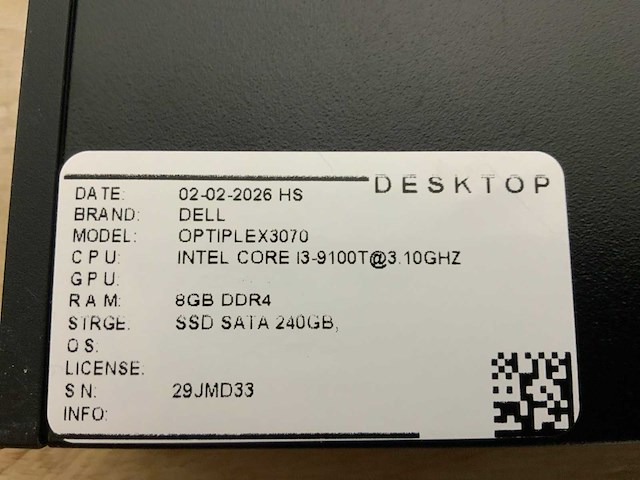 DESKTOP
DATE: 02-02-2026 HS
BRAND: DELL
MODEL: OPTIPLEX3070
CPU: INTEL CORE I3-9100T@3.10GHZ
GPU:
RAM: 8GB DDR4
STRGE: SSD SATA 240GB,
OS:
LICENSE:
SN: 29JMD33
INFO: